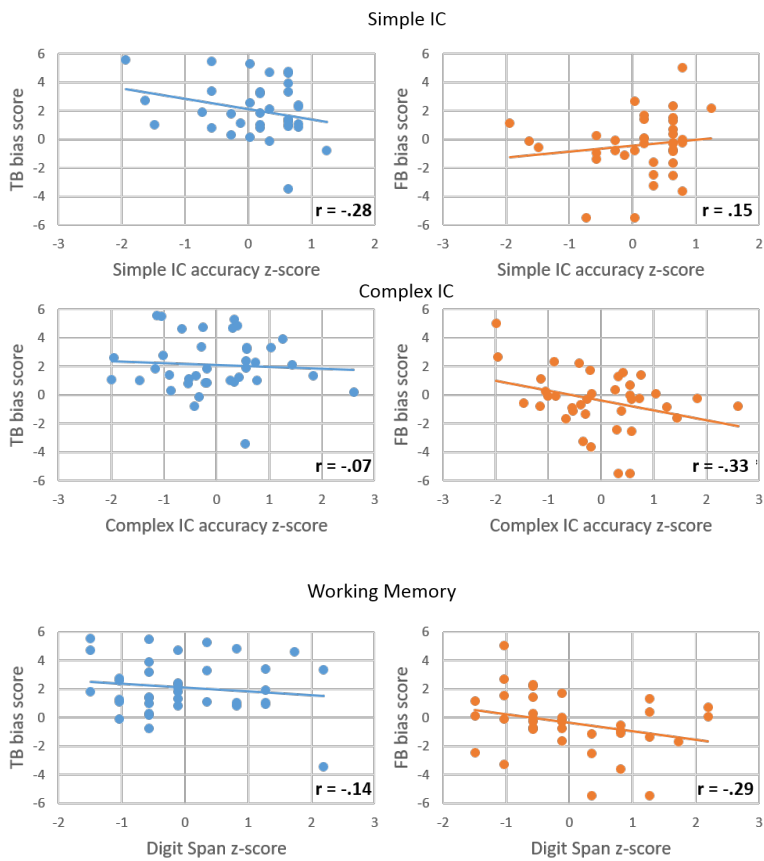 Simple IC
6
4
2
0
-2
-4
-6
TB bias score
r = -.28
-3 -2 -1 0 1 2
Simple IC accuracy z-score
6
4
2
0
-2
-4
-6
FB bias score
r = .15
-3 -2 -1 0 1 2
Simple IC accuracy z-score
Complex IC
6
4
2
0
-2
-4
-6
TB bias score
r = -.07
-3 -2 -1 0 1 2 3
Complex IC accuracy z-score
6
4
2
0
-2
-4
-6
FB bias score
r = -.33 *
-3 -2 -1 0 1 2 3
Complex IC accuracy z-score
Working Memory
6
4
2
0
-2
-4
-6
TB bias score
r = -.14
-2 -1 0 1 2 3
Digit Span z-score
6
4
2
0
-2
-4
-6
FB bias score
r = -.29
-2 -1 0 1 2 3
Digit Span z-score